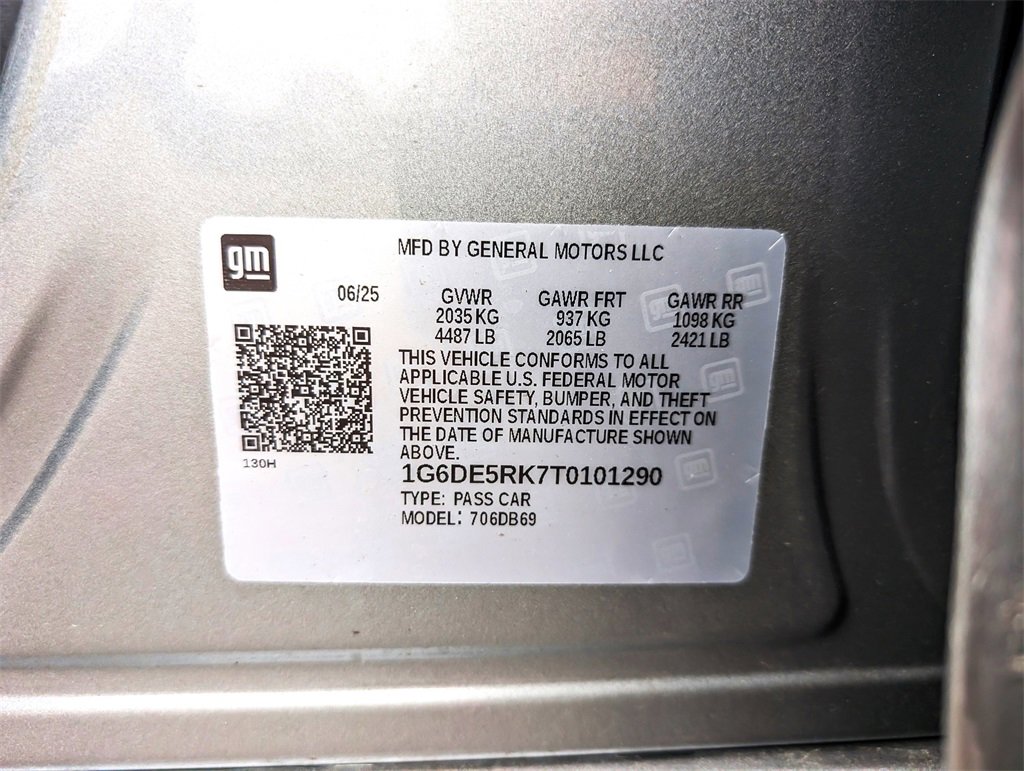 gm
MFD BY GENERAL MOTORS LLC
06/25 GVWR GAWR FRT GAWR RR
2035 KG 937 KG 1098 KG
4487 LB 2065 LB 2421 LB
THIS VEHICLE CONFORMS TO ALL
APPLICABLE U.S. FEDERAL MOTOR
VEHICLE SAFETY, BUMPER, AND THEFT
PREVENTION STANDARDS IN EFFECT ON
THE DATE OF MANUFACTURE SHOWN
ABOVE.
130H
1G6DE5RK7T0101290
TYPE: PASS CAR
MODEL: 706DB69